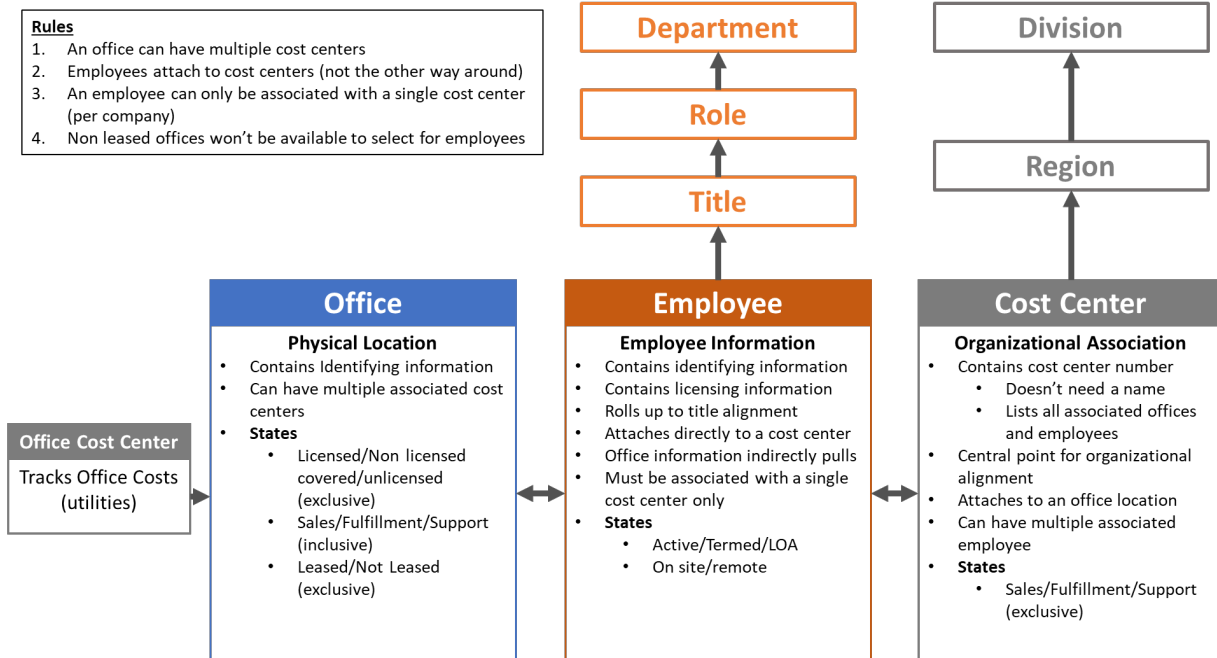 Rules
1. An office can have multiple cost centers
2. Employees attach to cost centers (not the other way around)
3. An employee can only be associated with a single cost center
(per company)
4. Non leased offices won't be available to select for employees
Department
Role
Title
Division
Region
Office Cost Center
Tracks Office Costs
(utilities)
Office
Physical Location
• Contains Identifying information
• Can have multiple associated cost
centers
• States
• Licensed/Non licensed
covered/unlicensed
(exclusive)
• Sales/Fulfillment/Support
(inclusive)
• Leased/Not Leased
(exclusive)
Employee
Employee Information
• Contains identifying information
• Contains licensing information
• Rolls up to title alignment
• Attaches directly to a cost center
• Office information indirectly pulls
• Must be associated with a single
cost center only
• States
• Active/Termed/LOA
• On site/remote
Cost Center
Organizational Association
• Contains cost center number
• Doesn't need a name
• Lists all associated offices
and employees
• Central point for organizational
alignment
• Attaches to an office location
• Can have multiple associated
employee
• States
• Sales/Fulfillment/Support
(exclusive)